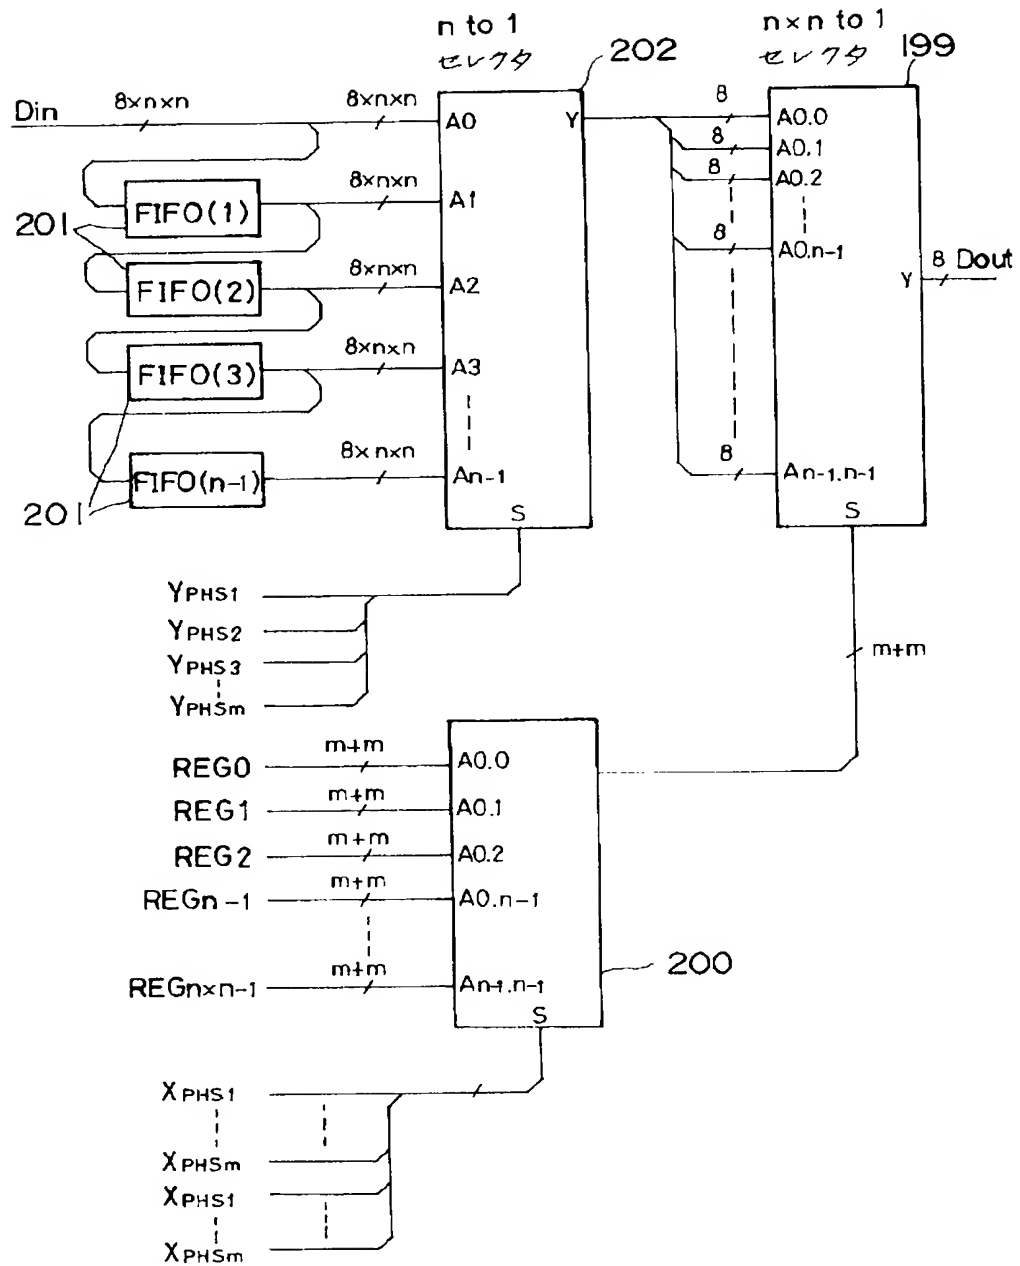 n to 1
セレクタ
202
n×n to 1
セレクタ
199
Din
8×n×n
8×n×n
A0
Y
8
A0.0
8
A0.1
8
A0.2
8
A0.n-1
FIFO(1)
8×n×n
A1
201
FIFO(2)
8×n×n
A2
Y
8
Dout
FIFO(3)
8×n×n
A3
FIFO(n-1)
8×n×n
An-1
8
An-1.n-1
201
S
S
YPHS1
YPHS2
YPHS3
YPHSm
m+m
REG0
m+m
A0.0
REG1
m+m
A0.1
REG2
m+m
A0.2
REGn-1
m+m
A0.n-1
REGn×n-1
m+m
An-1.n-1
200
S
XPHS1
XPHSm
XPHS1
XPHSm